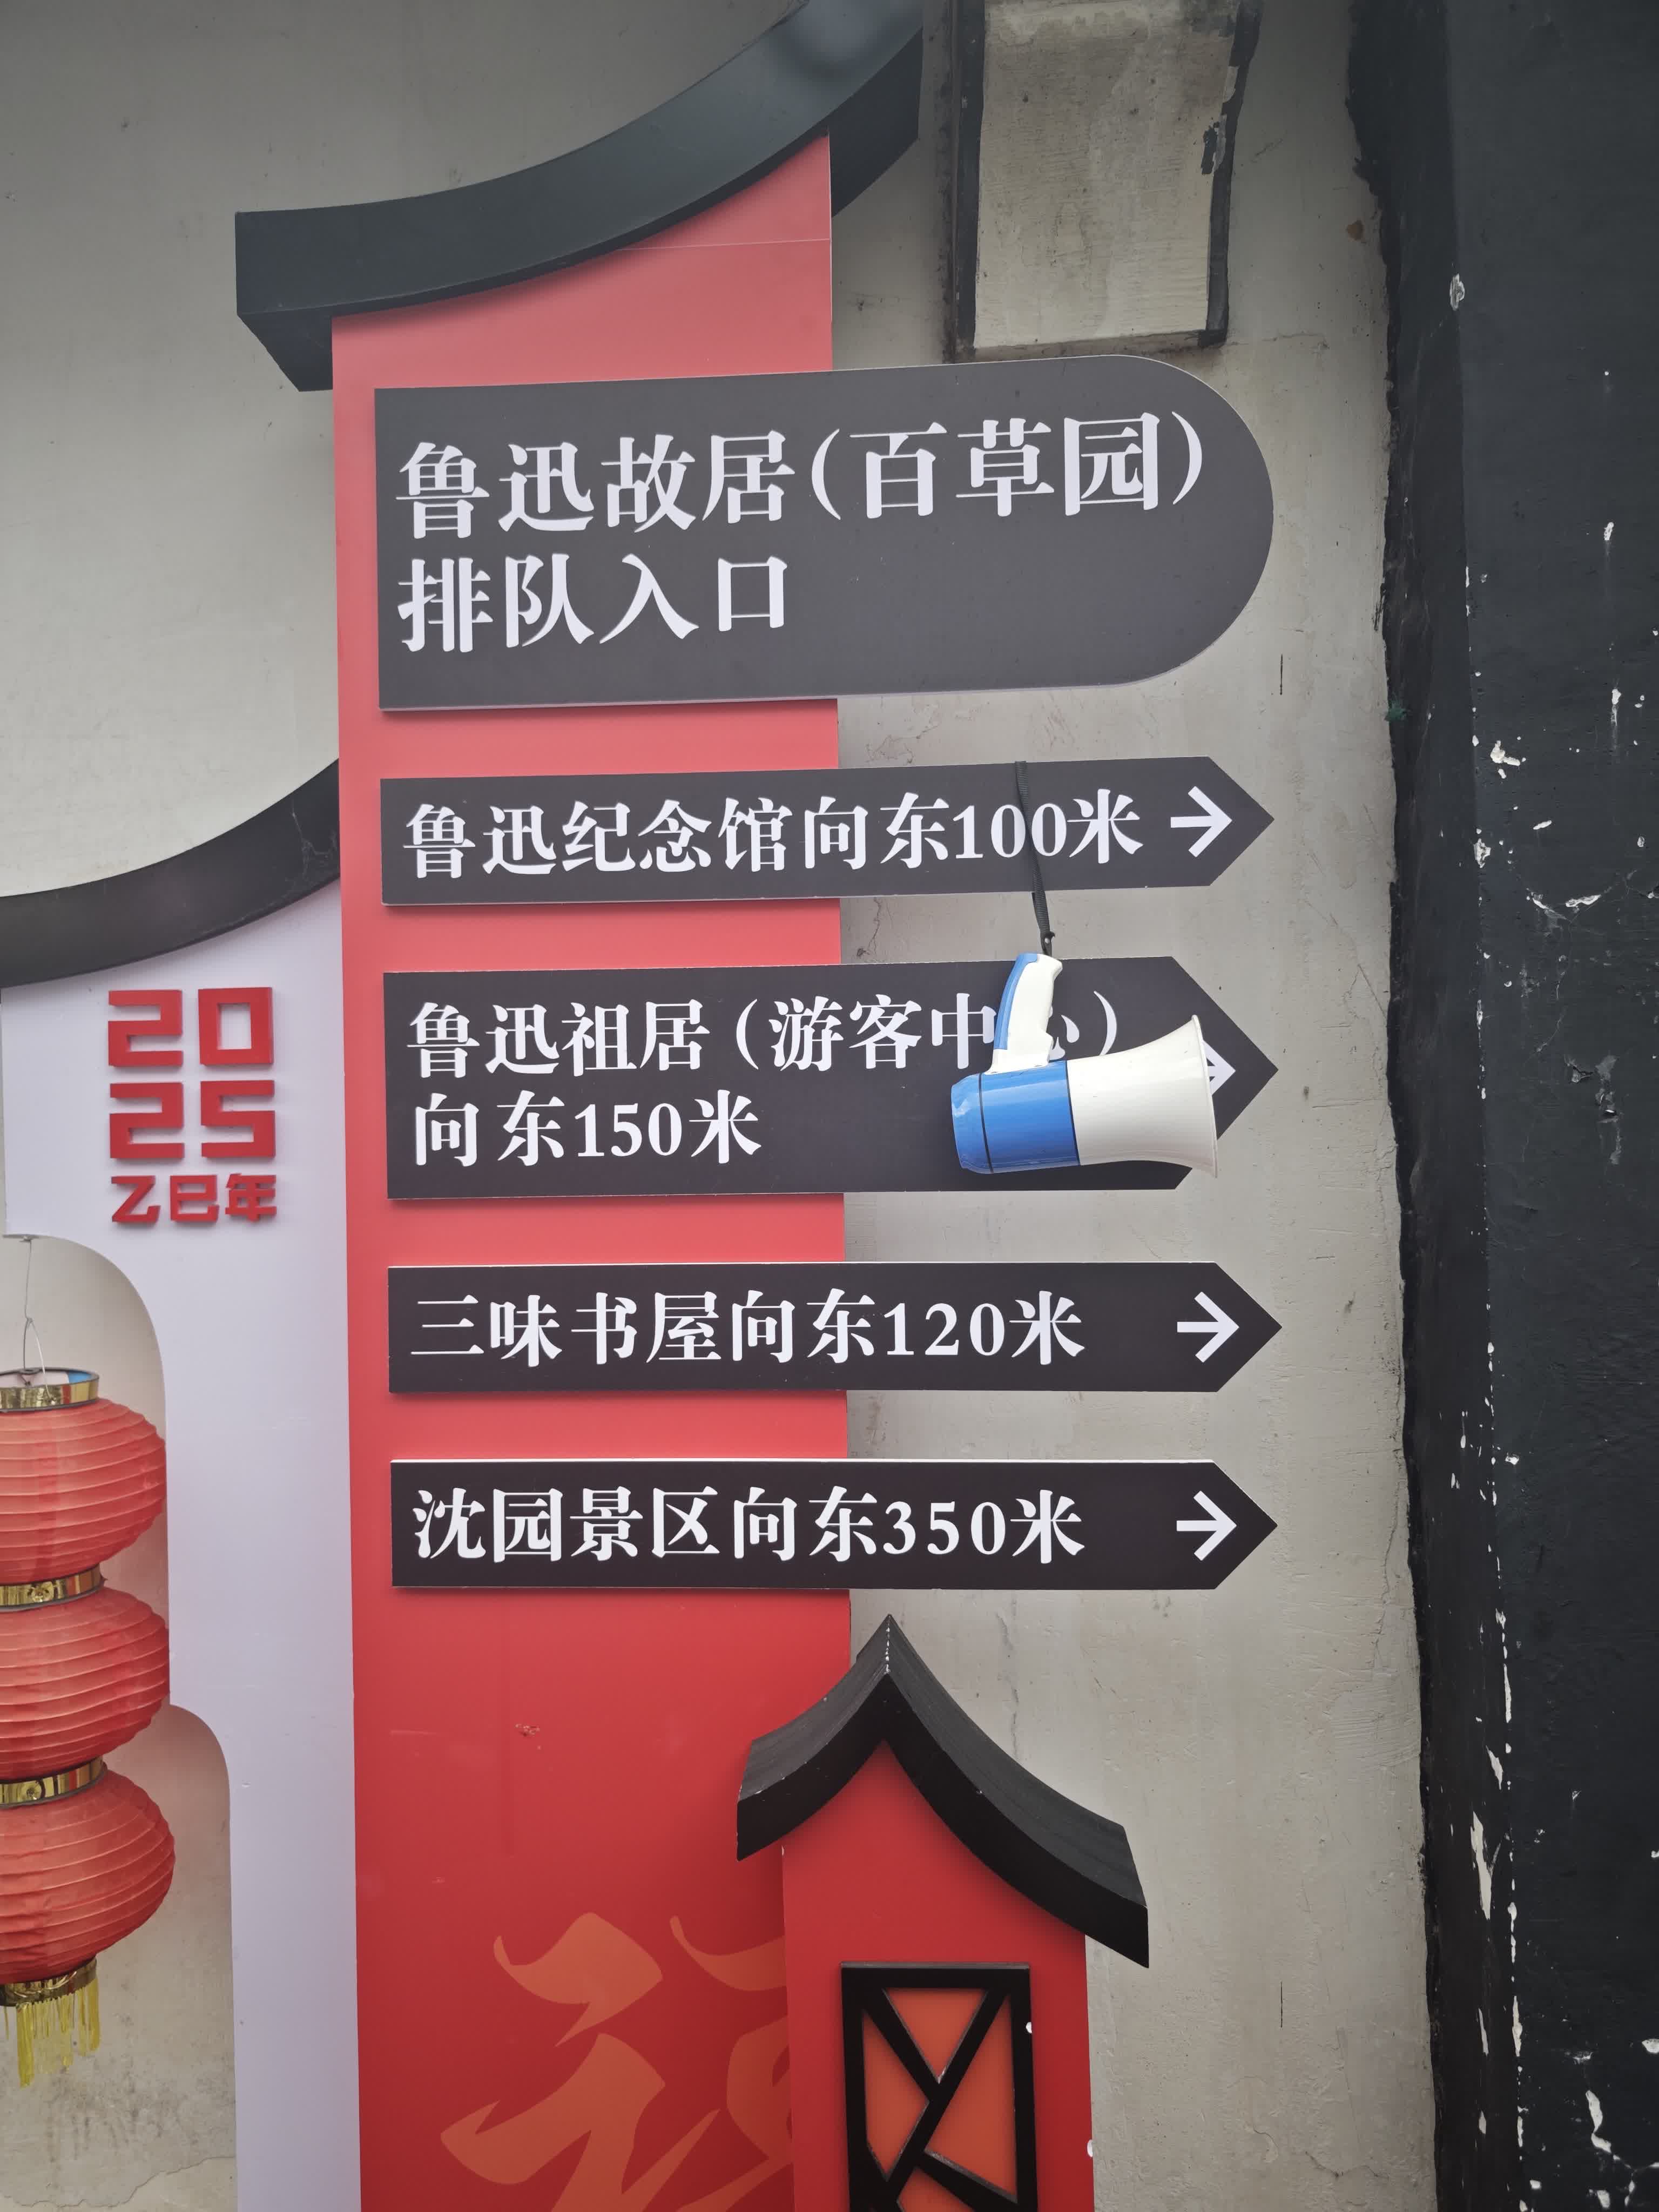 鲁迅故居(百草园)
排队入口
鲁迅纪念馆向东100米
鲁迅祖居(游客中心)
向东150米
三味书屋向东120米
沈园景区向东350米
20
25
乙巳年